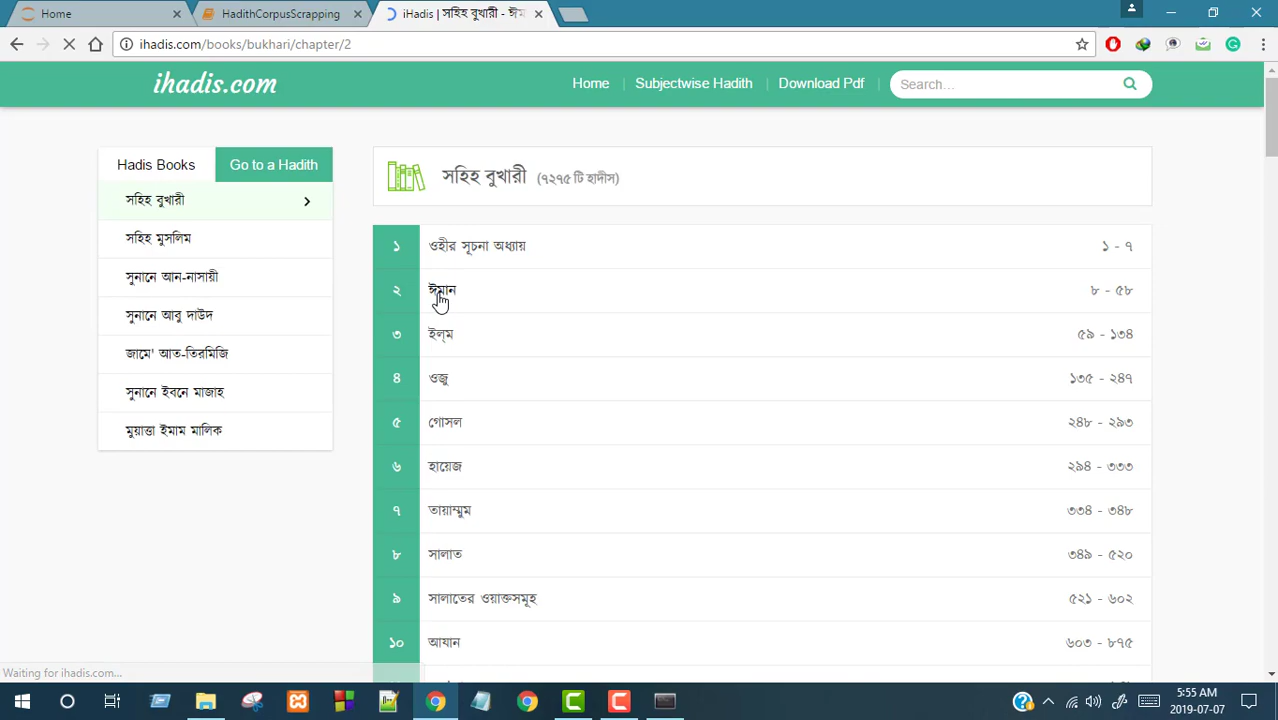 Home
HadithCorpusScrapping
iHadis | সহিহ বুখারী - ঈম
ihadis.com/books/bukhari/chapter/2
ihadis.com
Home
Subjectwise Hadith
Download Pdf
Search...
Hadis Books
Go to a Hadith
সহিহ বুখারী
সহিহ মুসলিম
সুনানে আন-নাসায়ী
সুনানে আবু দাউদ
জামে' আত-তিরমিজি
সুনানে ইবনে মাজাহ
মুয়াত্তা ইমাম মালিক
সহিহ বুখারী (৭২৭৫ টি হাদীস)
১ ওহীর সূচনা অধ্যায় ১ - ৭
২ ঈমান ৮ - ৫৮
৩ ইল্‌ম ৫৯ - ১৩৪
৪ ওজু ১৩৫ - ২৪৭
৫ গোসল ২৪৮ - ২৯৩
৬ হায়েজ ২৯৪ - ৩৩৩
৭ তায়াম্মুম ৩৩৪ - ৩৪৮
৮ সালাত ৩৪৯ - ৫২০
৯ সালাতের ওয়াক্তসমূহ ৫২১ - ৬০২
১০ আযান ৬০৩ - ৮৭৫
Waiting for ihadis.com...
5:55 AM
2019-07-07